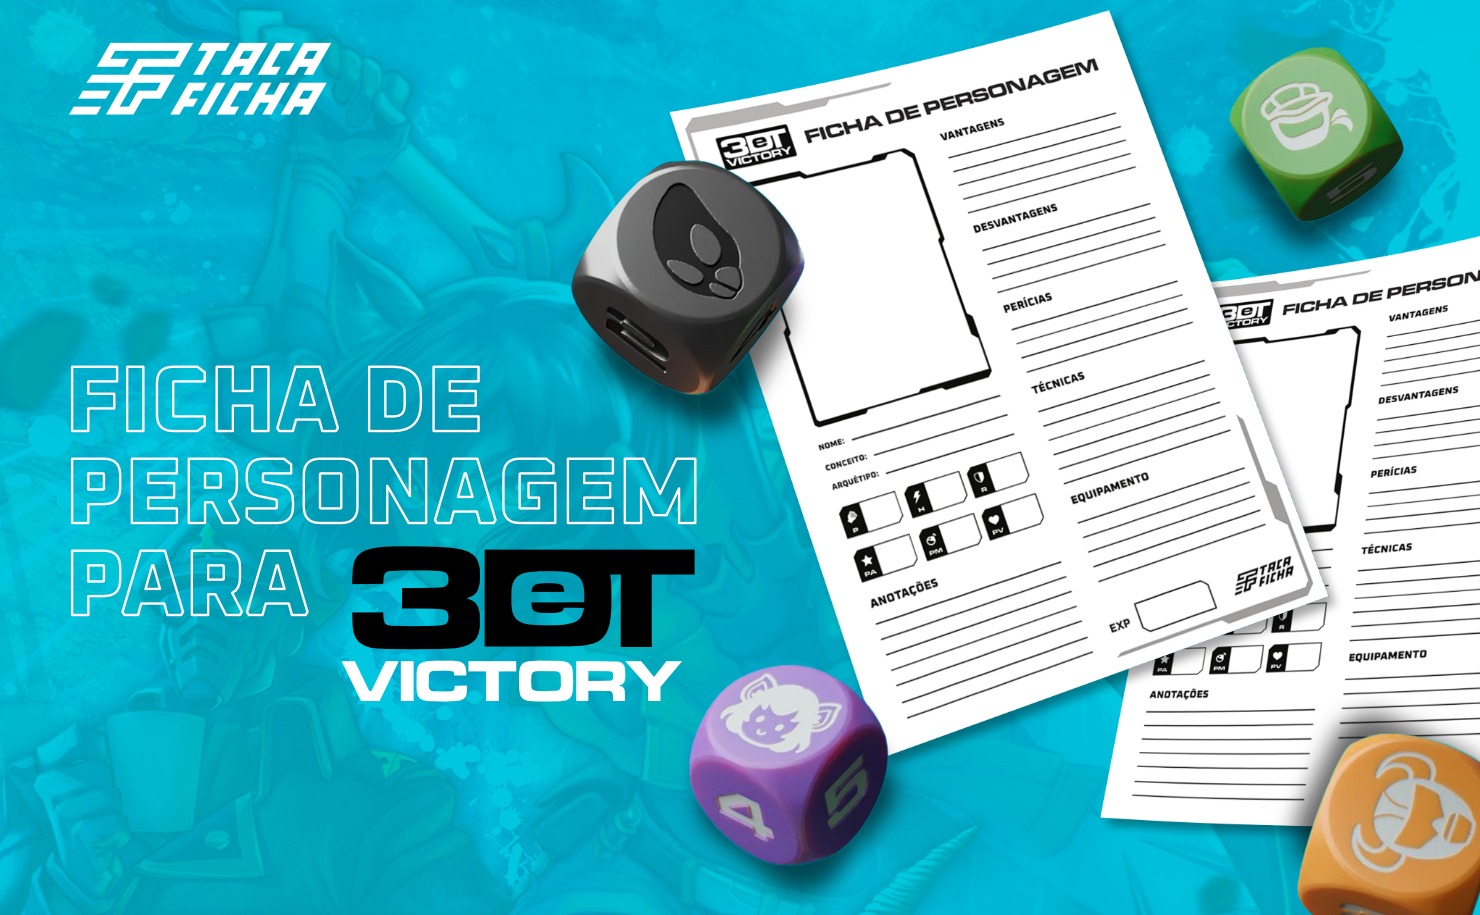 TACA
FICHA
FICHA DE
PERSONAGEM
PARA 3DeT
VICTORY
3DeT
VICTORY
FICHA DE PERSONAGEM
VANTAGENS
DESVANTAGENS
PERÍCIAS
TÉCNICAS
EQUIPAMENTO
NOME:
CONCEITO:
ARQUÉTIPO:
P
H
R
PA
PM
PV
ANOTAÇÕES
EXP
TACA
FICHA
3DeT
VICTORY
FICHA DE PERSON
VANTAGENS
DESVANTAGENS
PERÍCIAS
TÉCNICAS
EQUIPAMENTO
R
PA
PM
PV
ANOTAÇÕES
5
4
5